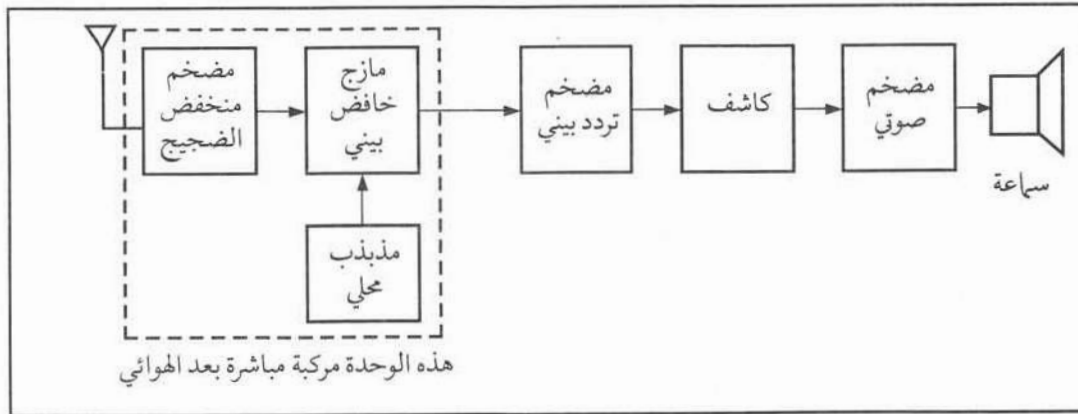 مضخم
منخفض
الضجيج
مازج
خافض
بيني
مضخم
تردد بيني
كاشف
مضخم
صوتي
سماعة
مذبذب
محلي
هذه الوحدة مركبة مباشرة بعد الهوائي